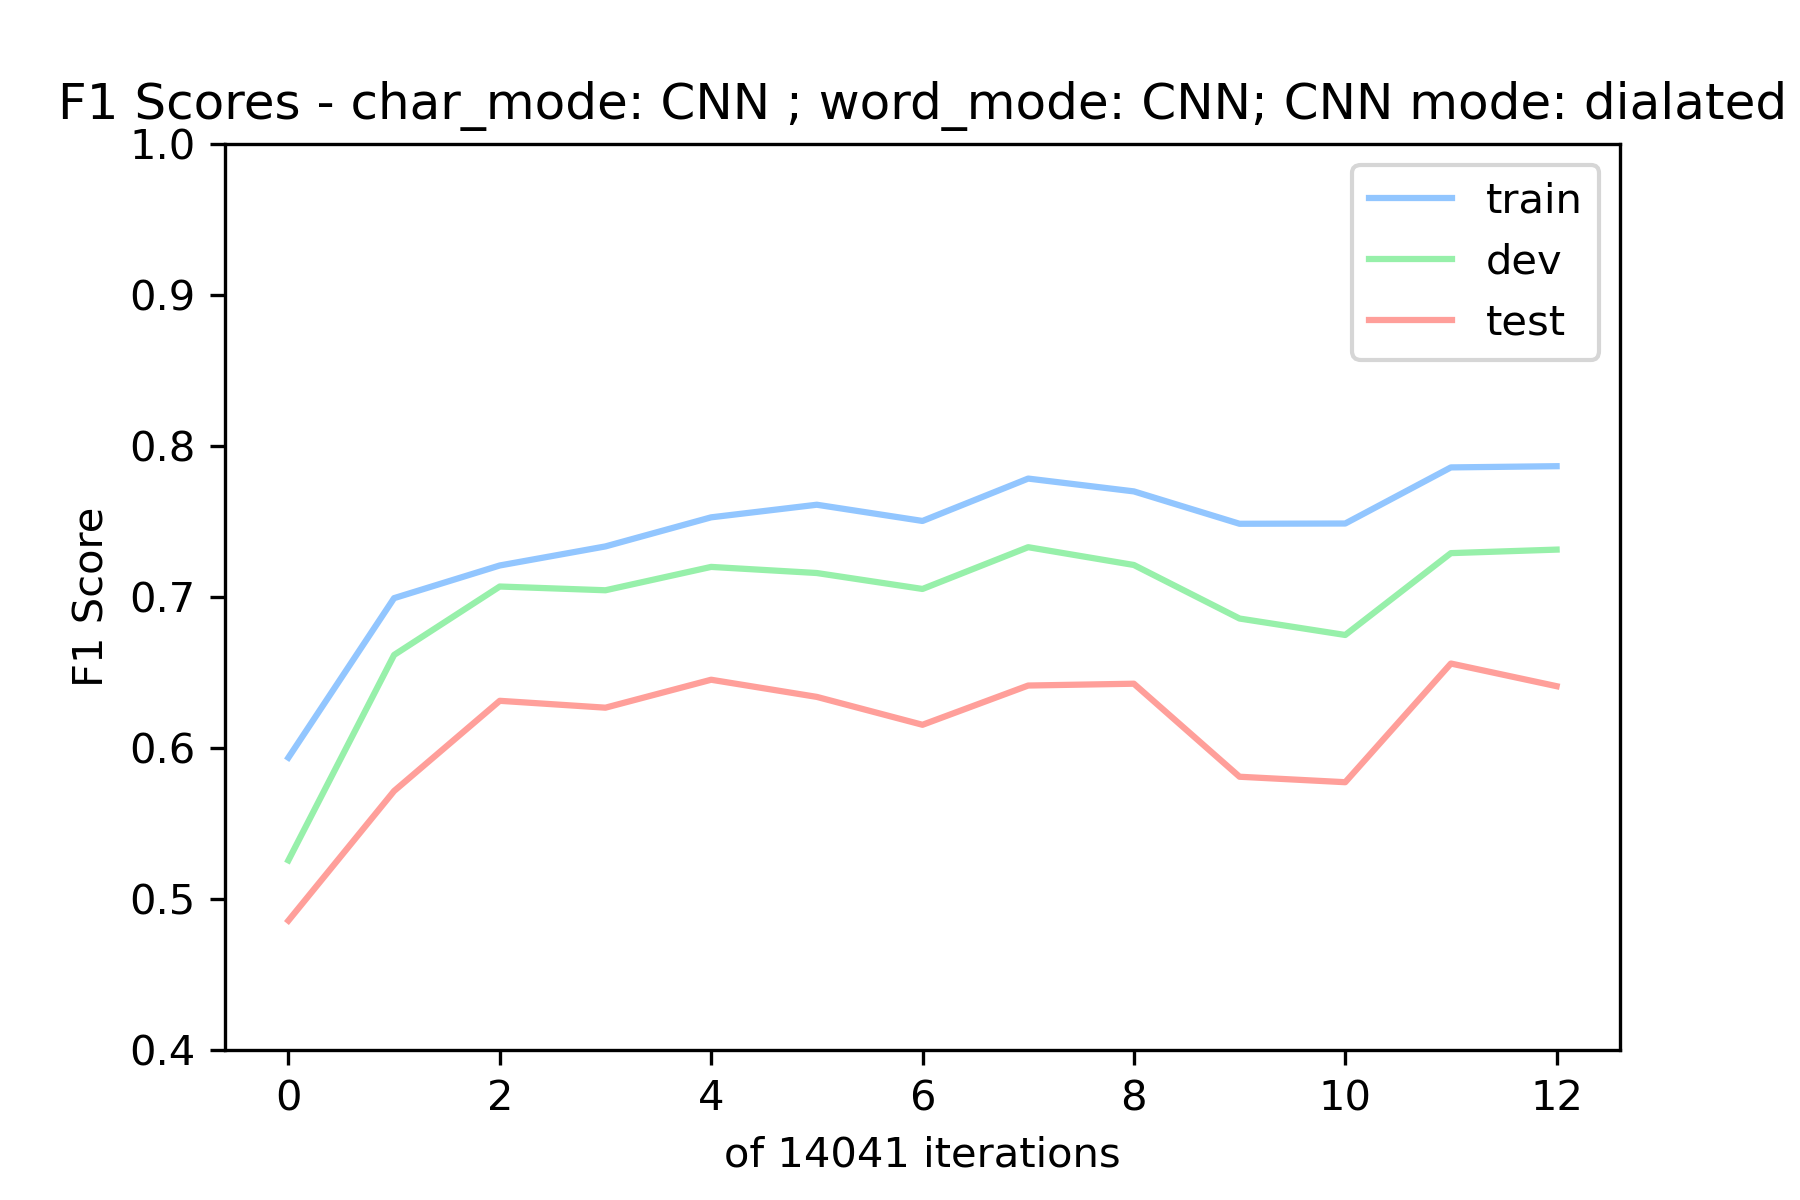 F1 Scores - char_mode: CNN ; word_mode: CNN; CNN mode: dialated
1.0
0.9
0.8
0.7
0.6
0.5
0.4
F1 Score
train
dev
test
0 2 4 6 8 10 12
of 14041 iterations